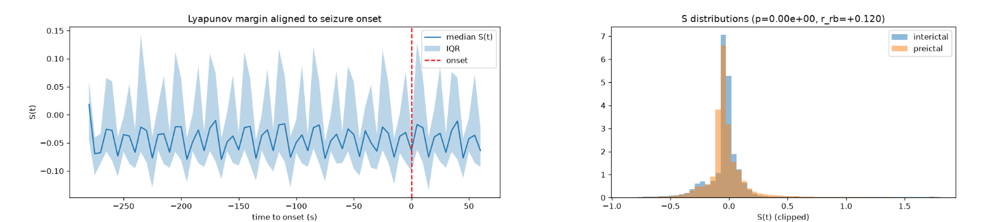 Lyapunov margin aligned to seizure onset
0.15
0.10
0.05
0.00
−0.05
−0.10
S(t)
median S(t)
IQR
onset
−250
−200
−150
−100
−50
0
50
time to onset (s)
S distributions (p=0.00e+00, r_rb=+0.120)
7
6
5
4
3
2
1
0
interictal
preictal
−1.0
−0.5
0.0
0.5
1.0
1.5
S(t) (clipped)